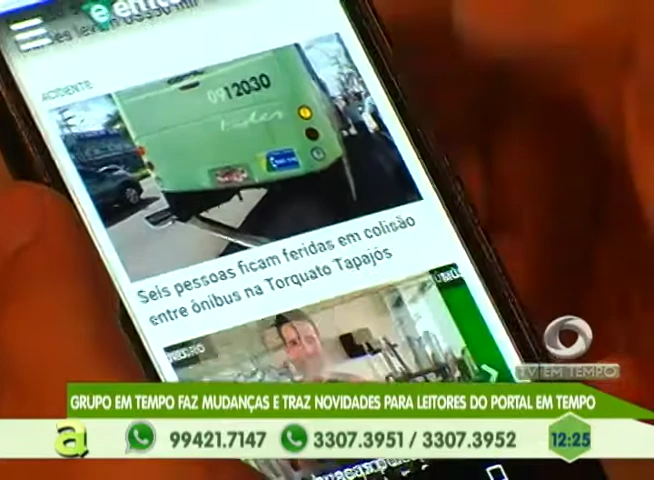 ACIDENTE
0912030
Seis pessoas ficam feridas em colisão
entre ônibus na Torquato Tapajós
TV EM TEMPO
GRUPO EM TEMPO FAZ MUDANÇAS E TRAZ NOVIDADES PARA LEITORES DO PORTAL EM TEMPO
a 99421.7147 3307.3951 / 3307.3952 12:25